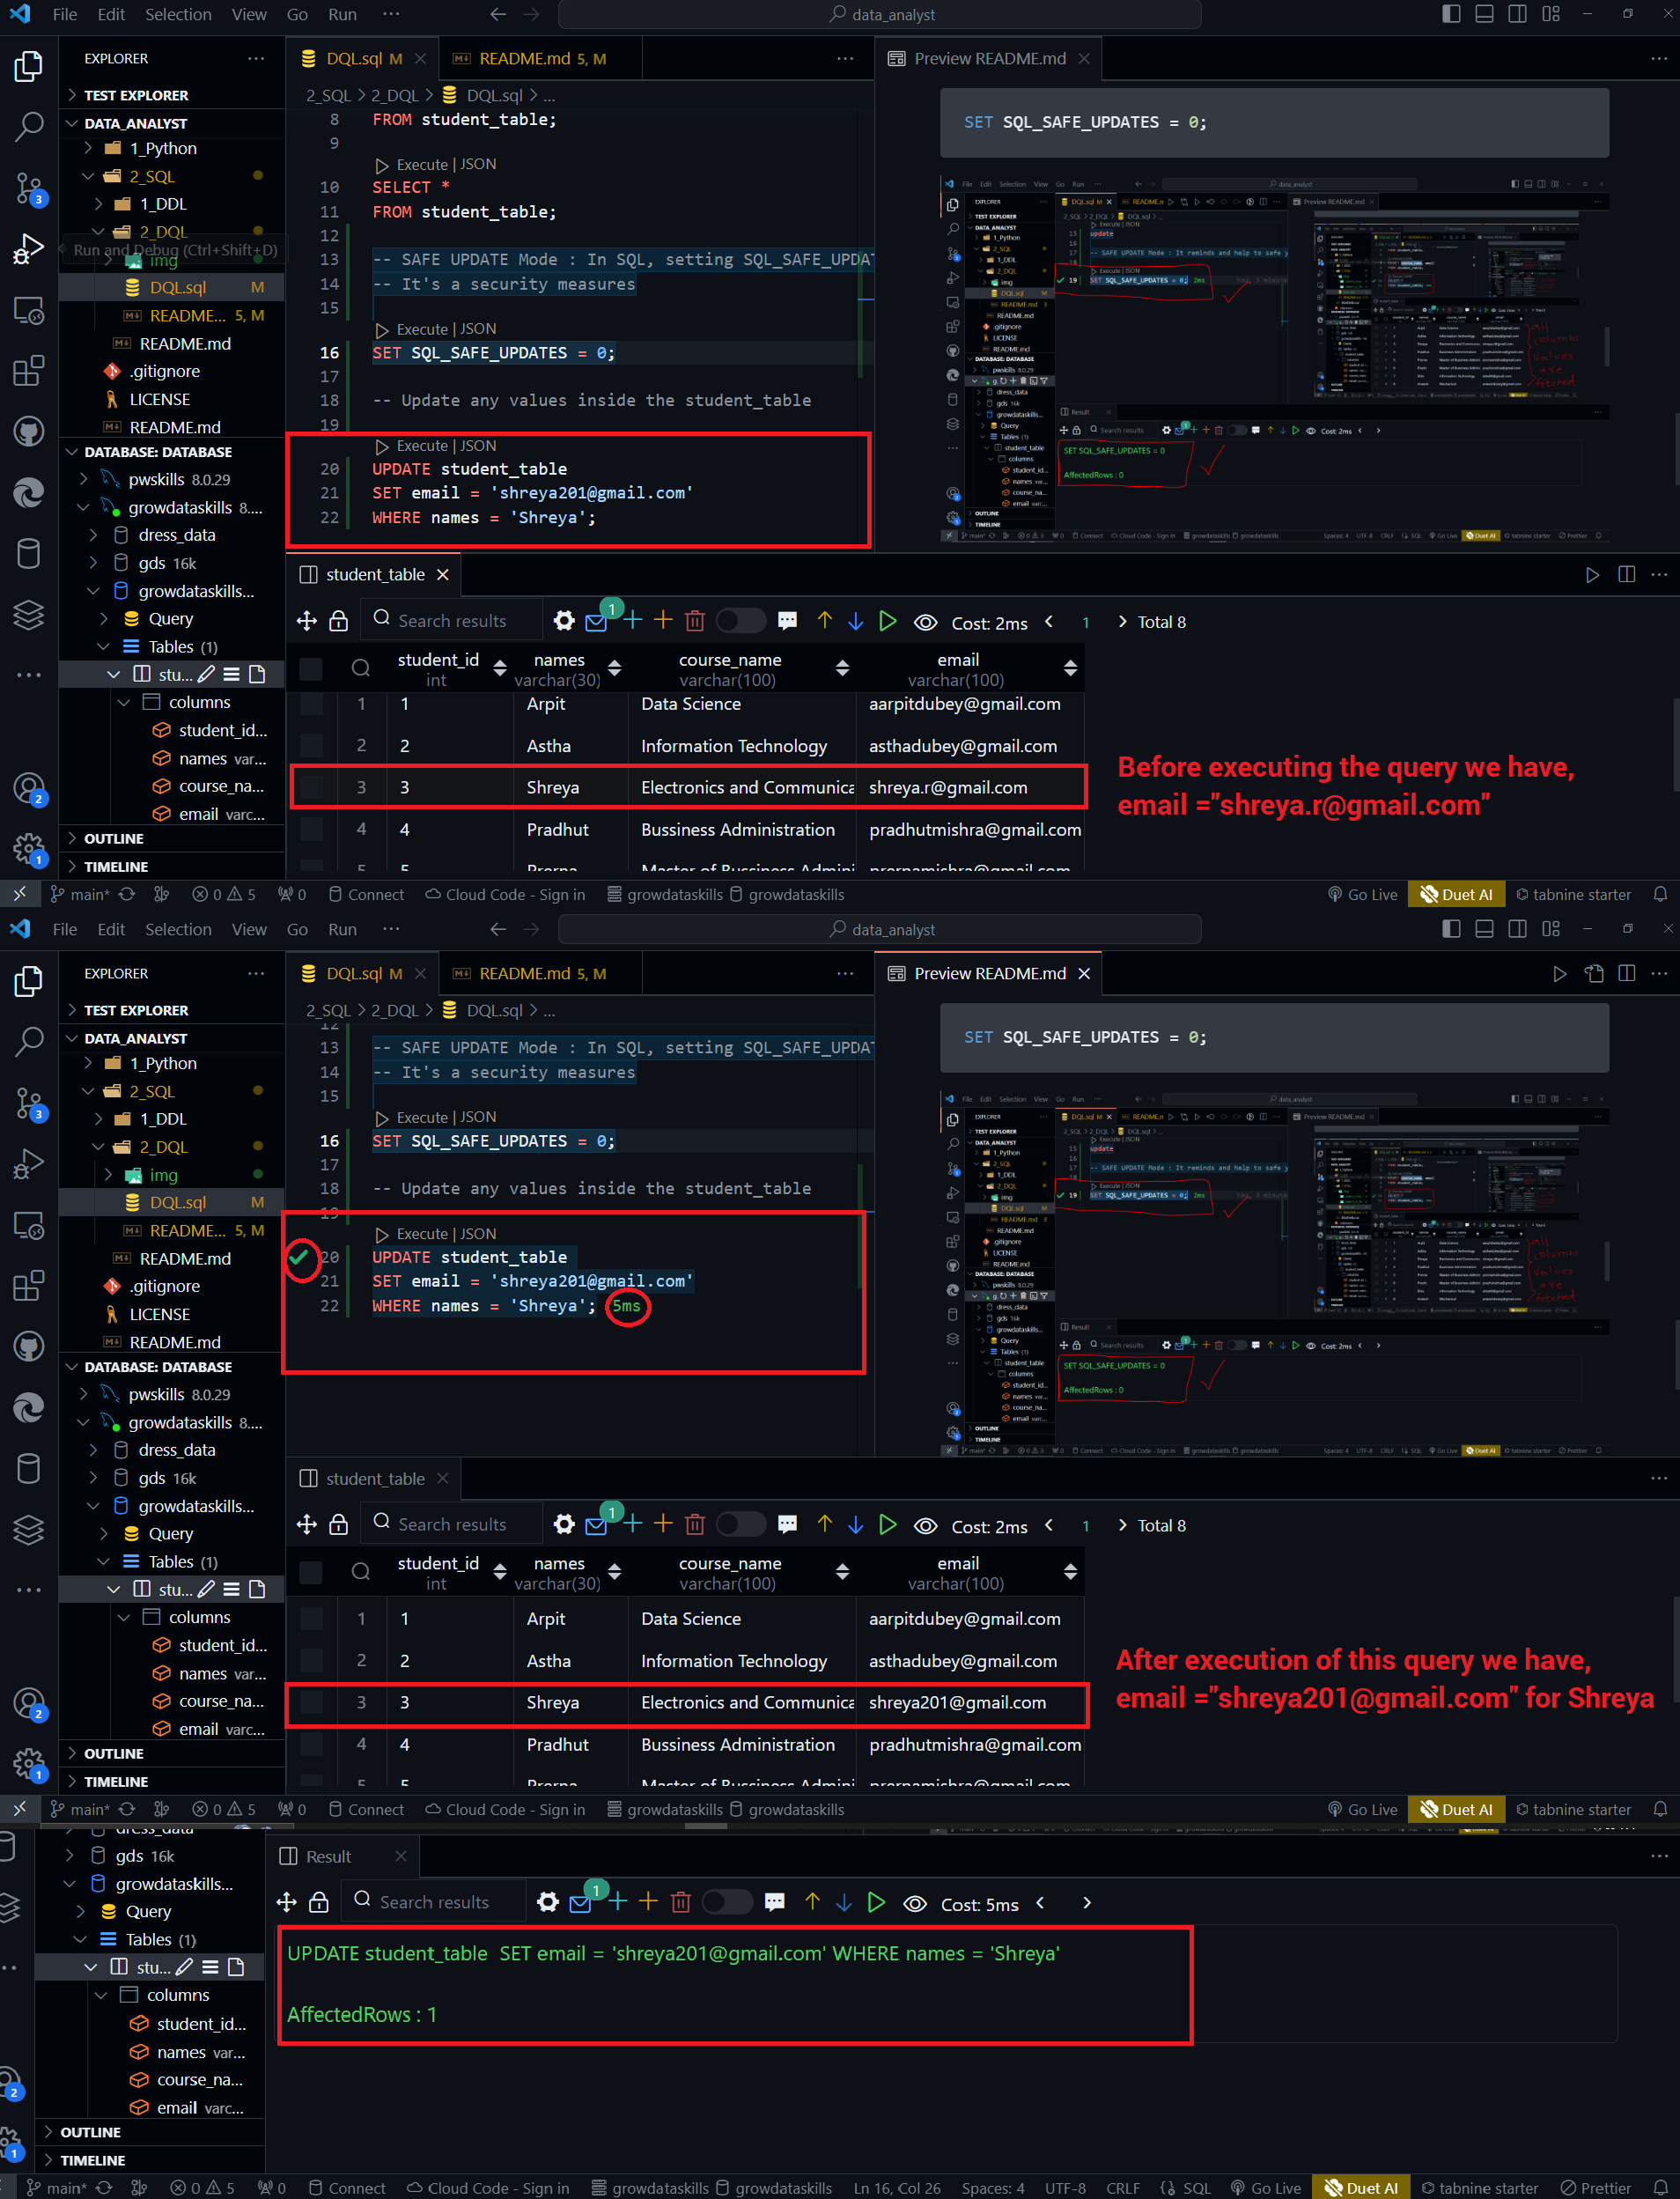 File Edit Selection View Go Run ··· data_analyst
EXPLORER ···
TEST EXPLORER
DATA_ANALYST
1_Python
2_SQL
1_DDL
2_DQL
Run and Debug (Ctrl+Shift+D)
img
DQL.sql M
README... 5, M
README.md
.gitignore
LICENSE
README.md
DATABASE: DATABASE
pwskills 8.0.29
growdataskills 8....
dress_data
gds 16k
growdataskills...
Query
Tables (1)
stu...
columns
student_id...
names var...
course_na...
email varc...
OUTLINE
TIMELINE
3
2
1
DQL.sql M README.md 5, M ···
2_SQL > 2_DQL > DQL.sql > ...
8 FROM student_table;
9
Execute | JSON
10 SELECT *
11 FROM student_table;
12
13 -- SAFE UPDATE Mode : In SQL, setting SQL_SAFE_UPDAT
14 -- It's a security measures
15
Execute | JSON
16 SET SQL_SAFE_UPDATES = 0;
17
18 -- Update any values inside the student_table
19
Execute | JSON
20 UPDATE student_table
21 SET email = 'shreya201@gmail.com'
22 WHERE names = 'Shreya';
Preview README.md ···
SET SQL_SAFE_UPDATES = 0;
SET SQL_SAFE_UPDATES = 0
AffectedRows : 0
student_table
Search results 1 Cost: 2ms 1 Total 8
student_id names course_name email
int varchar(30) varchar(100) varchar(100)
1 1 Arpit Data Science aarpitdubey@gmail.com
2 2 Astha Information Technology asthadubey@gmail.com
3 3 Shreya Electronics and Communica shreya.r@gmail.com
4 4 Pradhut Bussiness Administration pradhutmishra@gmail.com
Before executing the query we have,
email ="shreya.r@gmail.com"
main* 0 5 0 Connect Cloud Code - Sign in growdataskills growdataskills Go Live Duet AI tabnine starter
File Edit Selection View Go Run ··· data_analyst
EXPLORER ···
TEST EXPLORER
DATA_ANALYST
1_Python
2_SQL
1_DDL
2_DQL
img
DQL.sql M
README... 5, M
README.md
.gitignore
LICENSE
README.md
DATABASE: DATABASE
pwskills 8.0.29
growdataskills 8....
dress_data
gds 16k
growdataskills...
Query
Tables (1)
stu...
columns
student_id...
names var...
course_na...
email varc...
OUTLINE
TIMELINE
3
2
1
DQL.sql M README.md 5, M ···
2_SQL > 2_DQL > DQL.sql > ...
12
13 -- SAFE UPDATE Mode : In SQL, setting SQL_SAFE_UPDAT
14 -- It's a security measures
15
Execute | JSON
16 SET SQL_SAFE_UPDATES = 0;
17
18 -- Update any values inside the student_table
19
Execute | JSON
20 UPDATE student_table
21 SET email = 'shreya201@gmail.com'
22 WHERE names = 'Shreya'; 5ms
Preview README.md ···
SET SQL_SAFE_UPDATES = 0;
SET SQL_SAFE_UPDATES = 0
AffectedRows : 0
student_table ···
Search results 1 Cost: 2ms 1 Total 8
student_id names course_name email
int varchar(30) varchar(100) varchar(100)
1 1 Arpit Data Science aarpitdubey@gmail.com
2 2 Astha Information Technology asthadubey@gmail.com
3 3 Shreya Electronics and Communica shreya201@gmail.com
4 4 Pradhut Bussiness Administration pradhutmishra@gmail.com
After execution of this query we have,
email ="shreya201@gmail.com" for Shreya
main* 0 5 0 Connect Cloud Code - Sign in growdataskills growdataskills Go Live Duet AI tabnine starter
gds 16k
growdataskills...
Query
Tables (1)
stu...
columns
student_id...
names var...
course_na...
email varc...
OUTLINE
TIMELINE
2
1
Result ···
Search results 1 Cost: 5ms
UPDATE student_table SET email = 'shreya201@gmail.com' WHERE names = 'Shreya'
AffectedRows : 1
main* 0 5 0 Connect Cloud Code - Sign in growdataskills growdataskills Ln 16, Col 26 Spaces: 4 UTF-8 CRLF SQL Go Live Duet AI tabnine starter Prettier